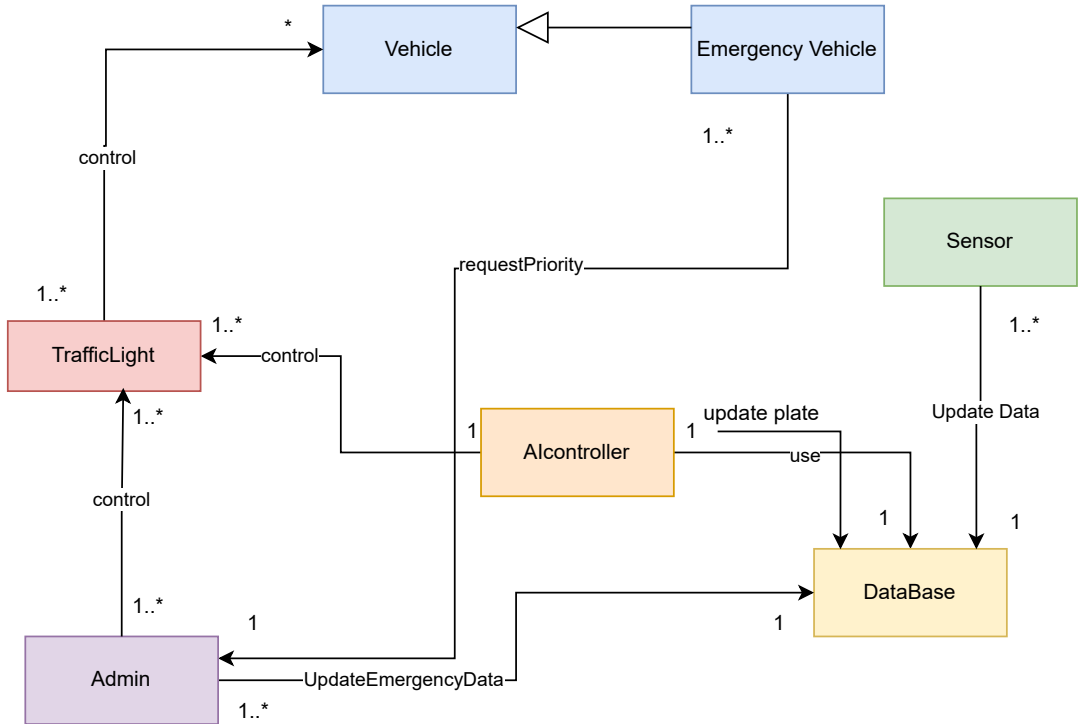 *
Vehicle
Emergency Vehicle
1..*
control
Sensor
requestPriority
1..*
1..*
1..*
TrafficLight
control
1..*
update plate
Update Data
1
AIcontroller
1
use
control
1
1
DataBase
1..*
1
1
Admin
UpdateEmergencyData
1..*